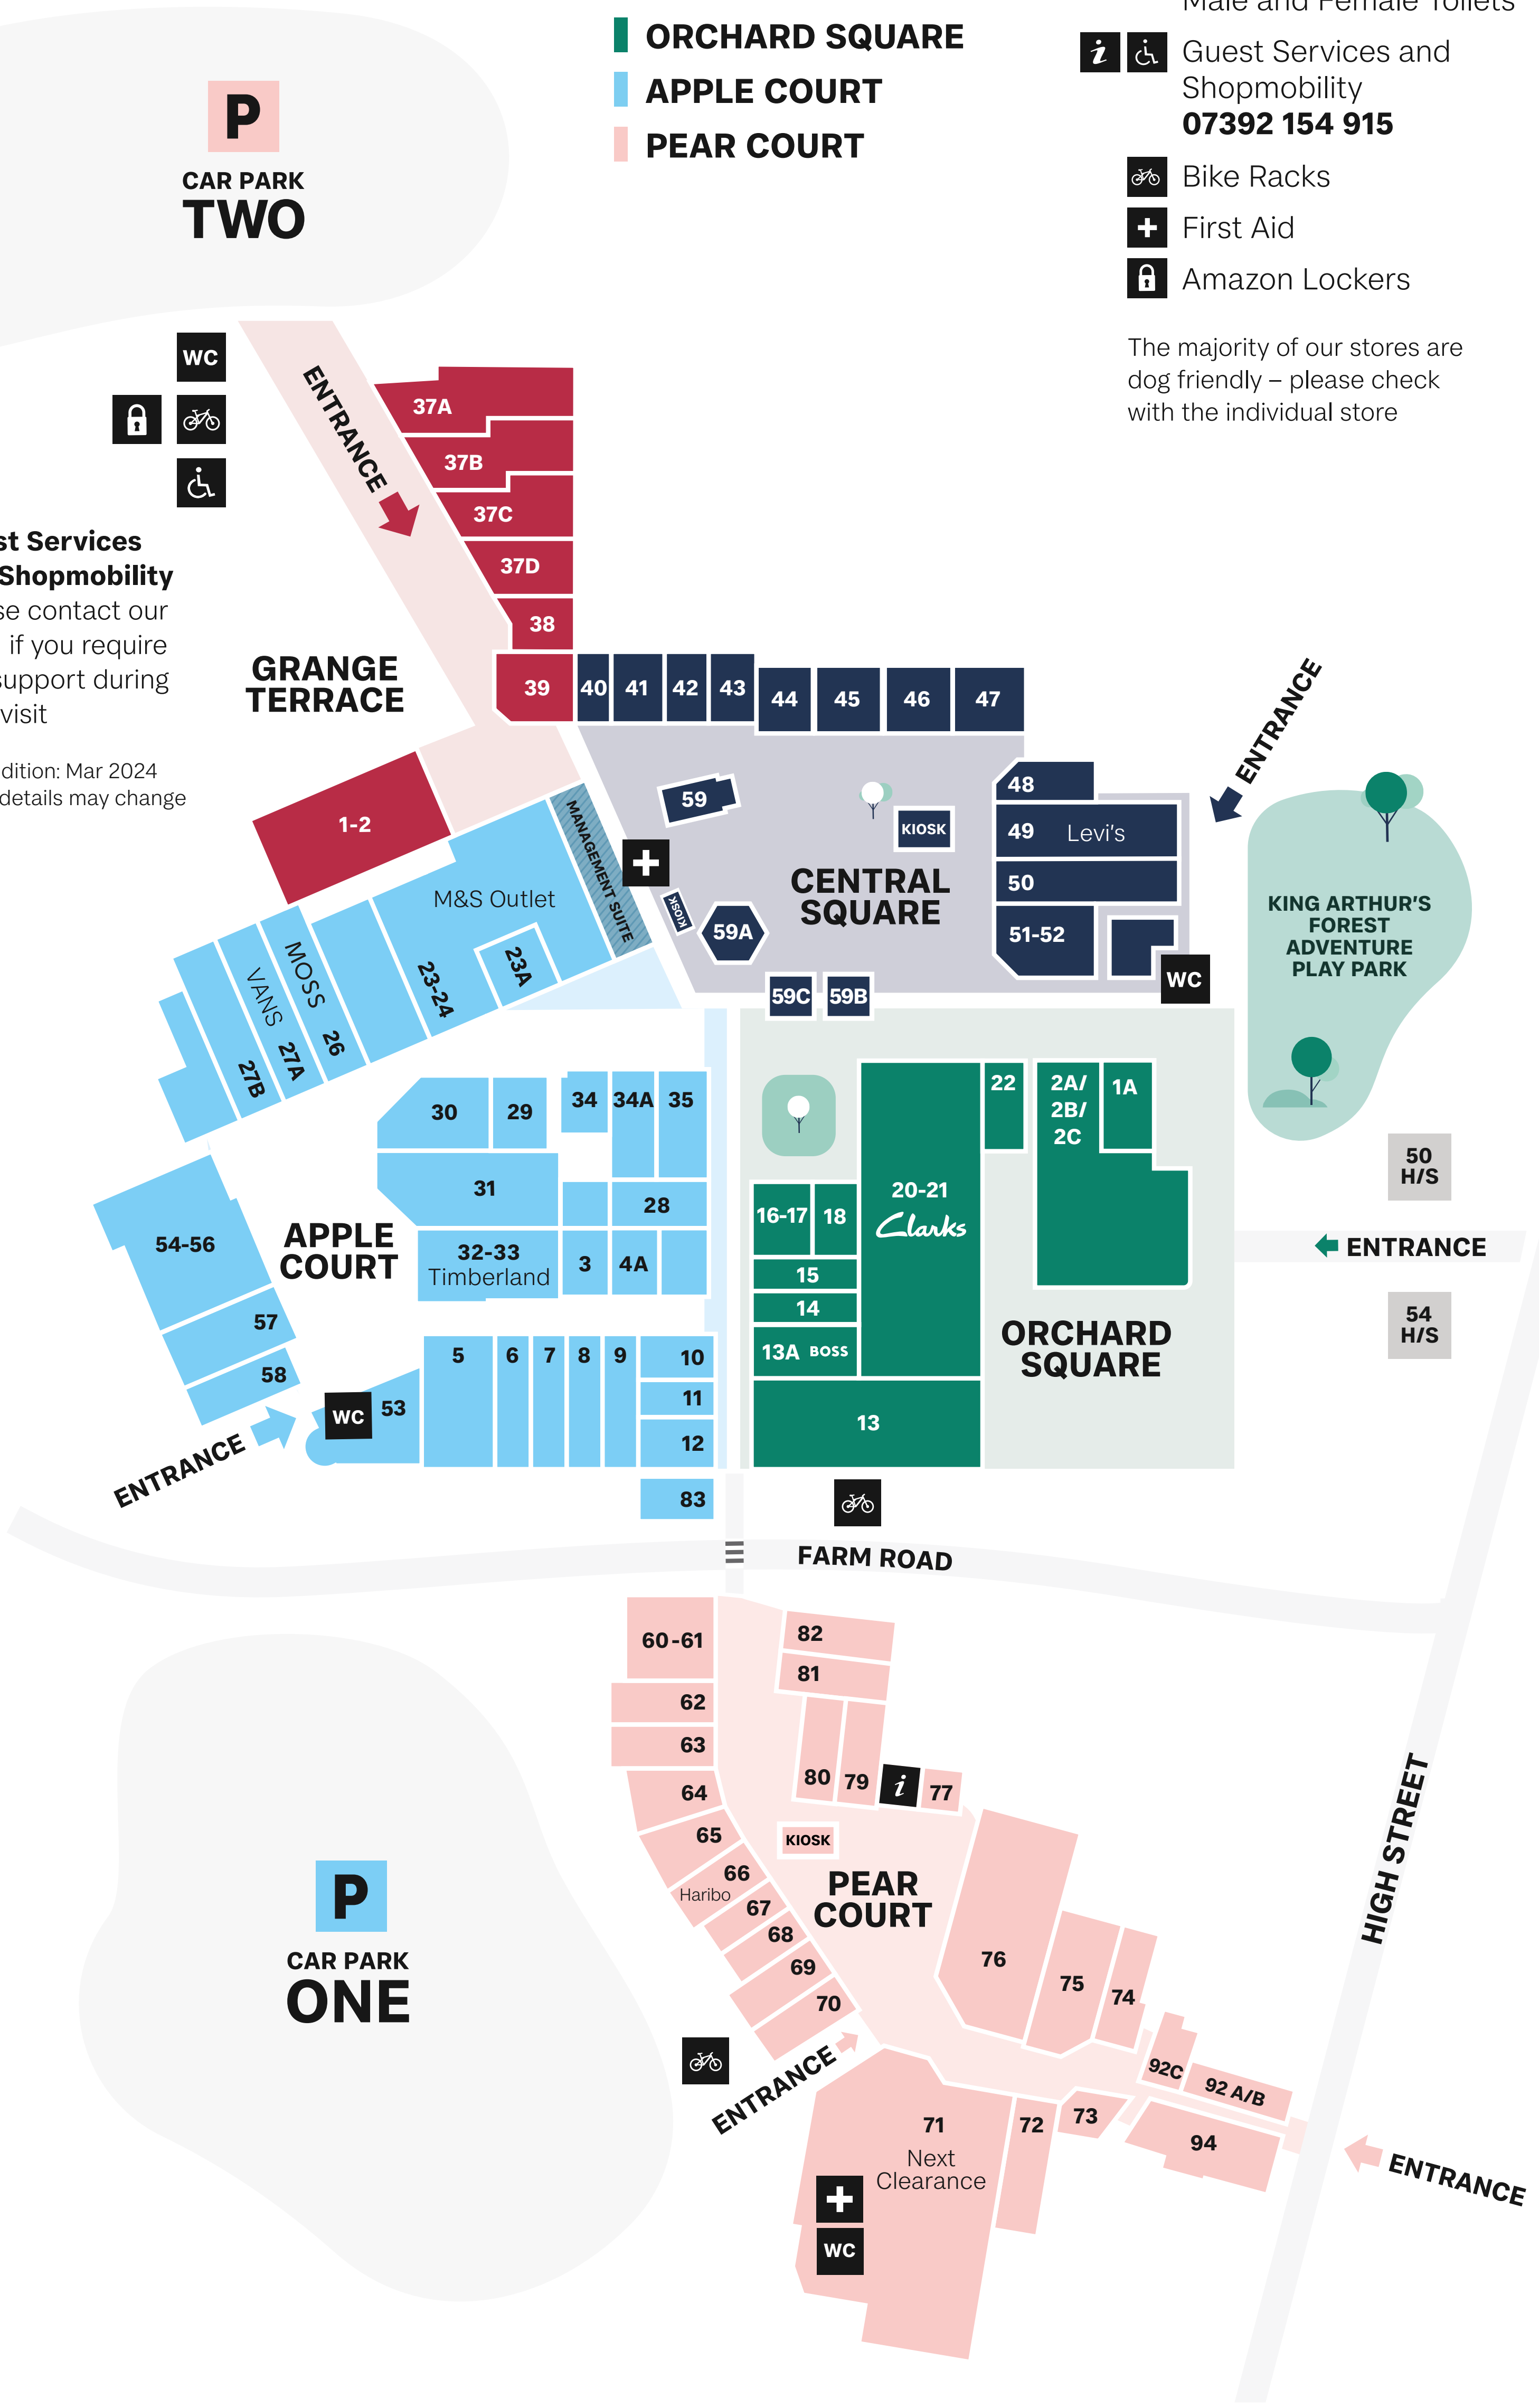 ORCHARD SQUARE
APPLE COURT
PEAR COURT
Male and Female Toilets
i
Guest Services and
Shopmobility
07392 154 915
Bike Racks
First Aid
Amazon Lockers
The majority of our stores are
dog friendly – please check
with the individual store
P
CAR PARK
TWO
WC
ENTRANCE
st Services
Shopmobility
se contact our
if you require
support during
visit
dition: Mar 2024
details may change
37A
37B
37C
37D
38
39
GRANGE
TERRACE
1-2
40
41
42
43
44
45
46
47
ENTRANCE
59
KIOSK
48
49 Levi's
50
51-52
WC
CENTRAL
SQUARE
KIOSK
59A
59C
59B
MANAGEMENT SUITE
M&S Outlet
23A
23-24
MOSS 26
VANS 27A
27B
KING ARTHUR'S
FOREST
ADVENTURE
PLAY PARK
30
29
34
34A
35
31
28
32-33
Timberland
3
4A
APPLE
COURT
54-56
57
58
WC
53
ENTRANCE
5
6
7
8
9
10
11
12
83
22
2A/
2B/
2C
1A
20-21
Clarks
16-17
18
15
14
13A BOSS
13
ORCHARD
SQUARE
50
H/S
ENTRANCE
54
H/S
FARM ROAD
60-61
62
63
64
65
66
Haribo
67
68
69
70
82
81
80
79
i
77
KIOSK
PEAR
COURT
76
75
74
92C
92 A/B
73
72
94
71
Next
Clearance
WC
ENTRANCE
ENTRANCE
HIGH STREET
P
CAR PARK
ONE